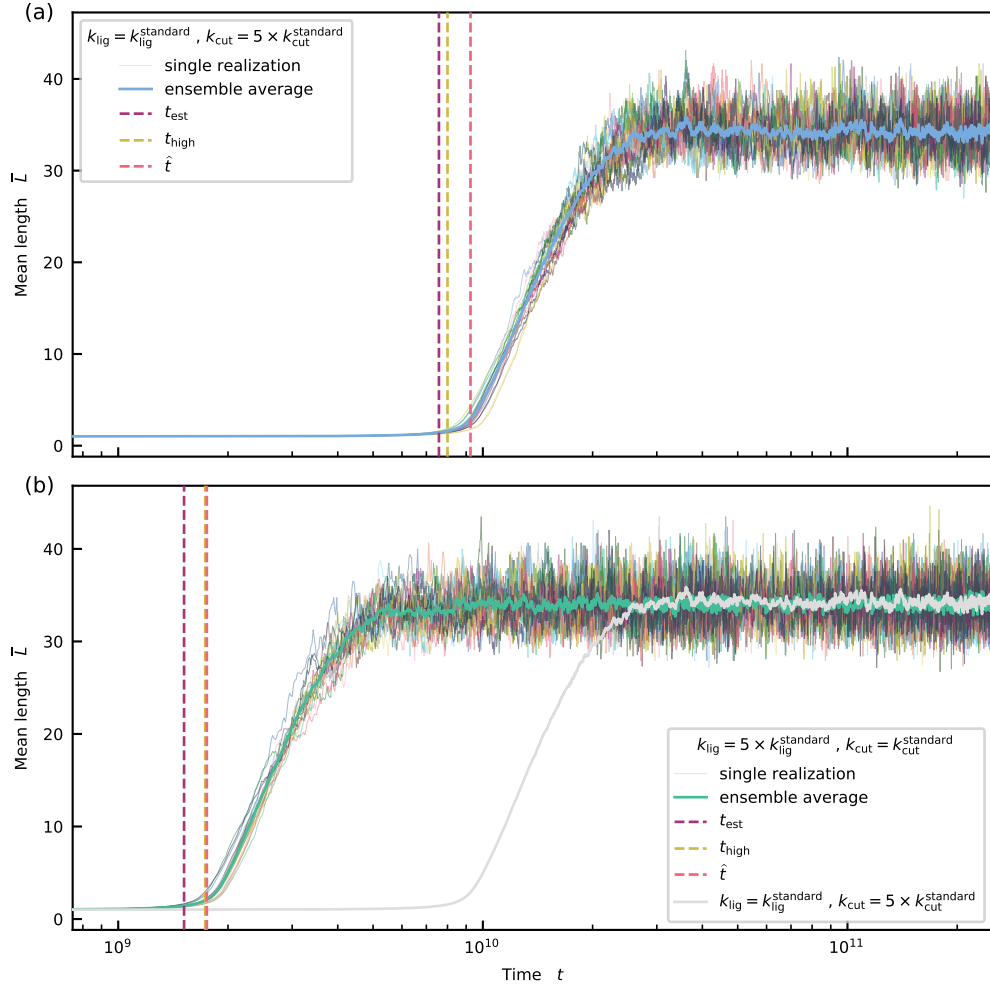 (a)
k_lig = k_lig^standard , k_cut = 5 × k_cut^standard
single realization
ensemble average
t_est
t_high
t̂
40
30
20
10
0
Mean length L̅
(b)
40
30
20
10
0
Mean length L̅
k_lig = 5 × k_lig^standard , k_cut = k_cut^standard
single realization
ensemble average
t_est
t_high
t̂
k_lig = k_lig^standard , k_cut = 5 × k_cut^standard
10^9
10^10
10^11
Time t